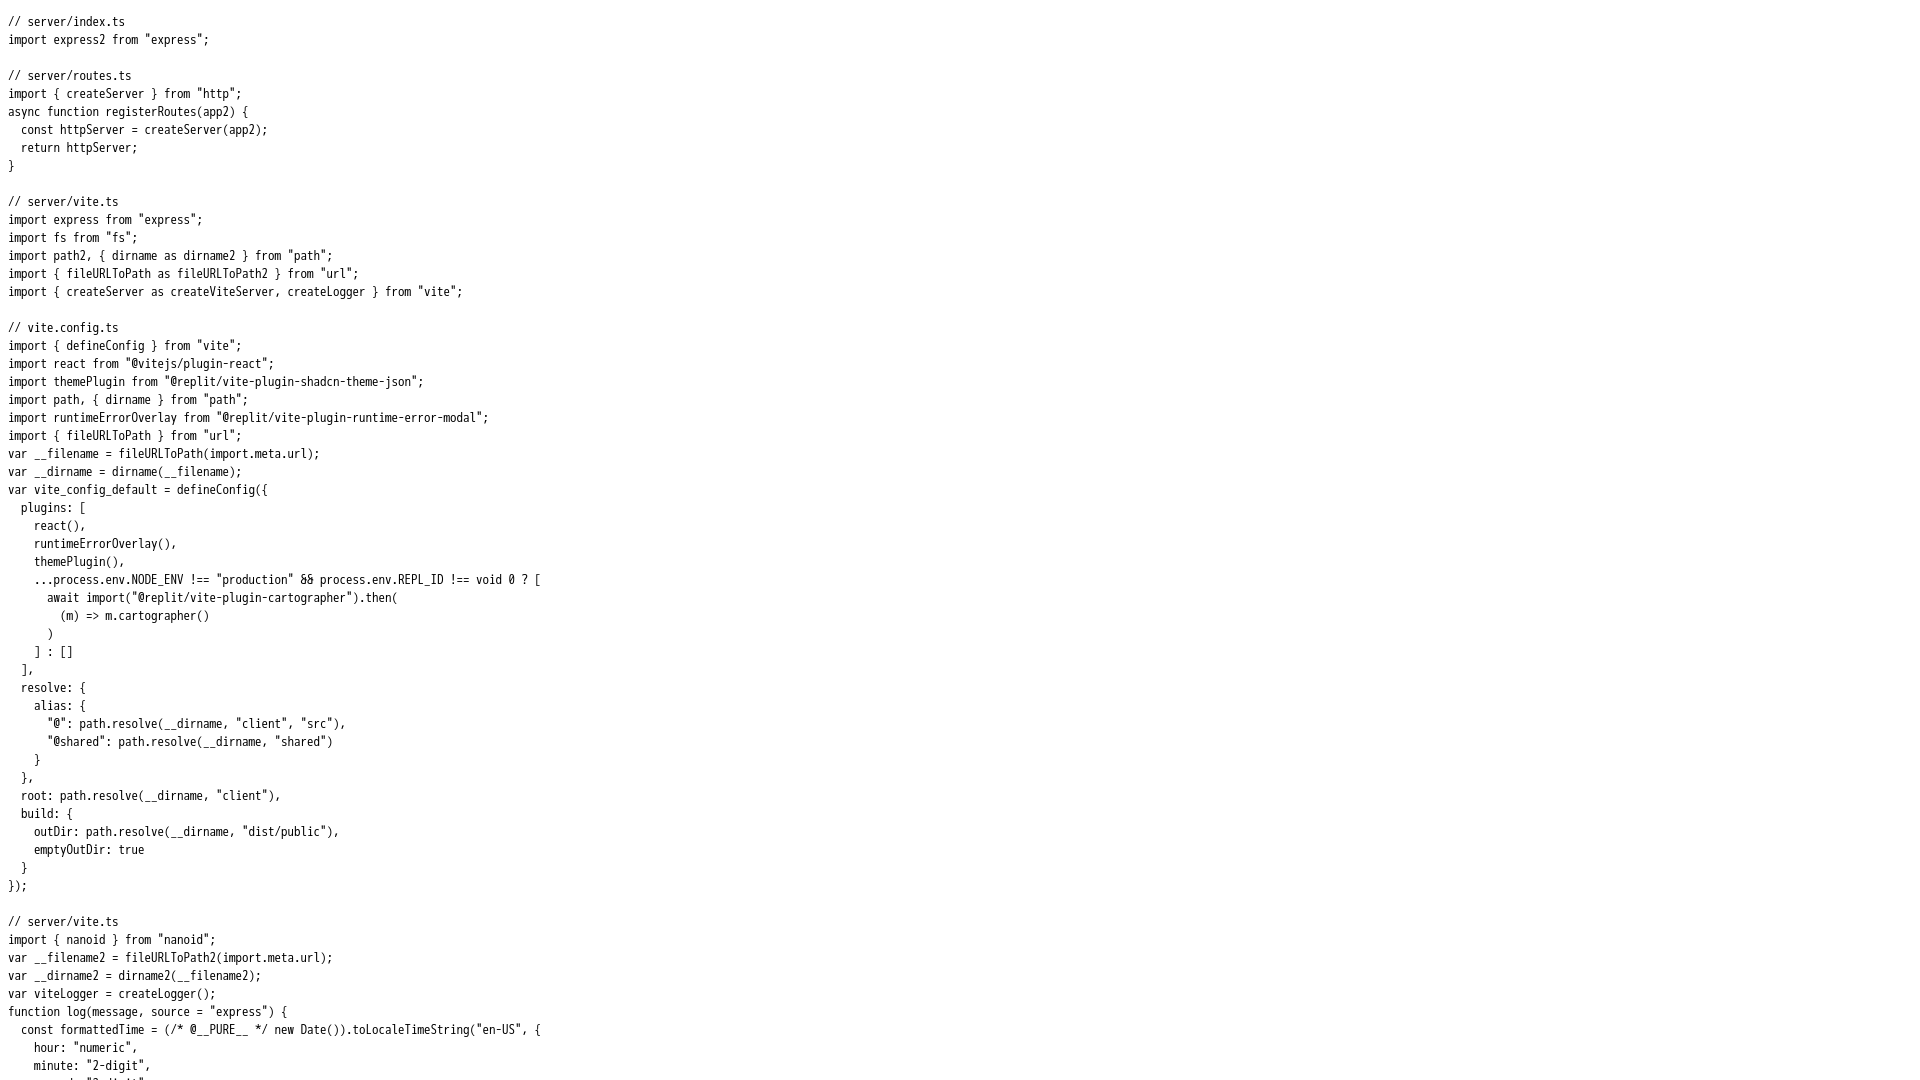 // server/index.ts
import express2 from "express";

// server/routes.ts
import { createServer } from "http";
async function registerRoutes(app2) {
  const httpServer = createServer(app2);
  return httpServer;
}

// server/vite.ts
import express from "express";
import fs from "fs";
import path2, { dirname as dirname2 } from "path";
import { fileURLToPath as fileURLToPath2 } from "url";
import { createServer as createViteServer, createLogger } from "vite";

// vite.config.ts
import { defineConfig } from "vite";
import react from "@vitejs/plugin-react";
import themePlugin from "@replit/vite-plugin-shadcn-theme-json";
import path, { dirname } from "path";
import runtimeErrorOverlay from "@replit/vite-plugin-runtime-error-modal";
import { fileURLToPath } from "url";
var __filename = fileURLToPath(import.meta.url);
var __dirname = dirname(__filename);
var vite_config_default = defineConfig({
  plugins: [
    react(),
    runtimeErrorOverlay(),
    themePlugin(),
    ...process.env.NODE_ENV !== "production" && process.env.REPL_ID !== void 0 ? [
      await import("@replit/vite-plugin-cartographer").then(
        (m) => m.cartographer()
      )
    ] : []
  ],
  resolve: {
    alias: {
      "@": path.resolve(__dirname, "client", "src"),
      "@shared": path.resolve(__dirname, "shared")
    }
  },
  root: path.resolve(__dirname, "client"),
  build: {
    outDir: path.resolve(__dirname, "dist/public"),
    emptyOutDir: true
  }
});

// server/vite.ts
import { nanoid } from "nanoid";
var __filename2 = fileURLToPath2(import.meta.url);
var __dirname2 = dirname2(__filename2);
var viteLogger = createLogger();
function log(message, source = "express") {
  const formattedTime = (/* @__PURE__ */ new Date()).toLocaleTimeString("en-US", {
    hour: "numeric",
    minute: "2-digit",